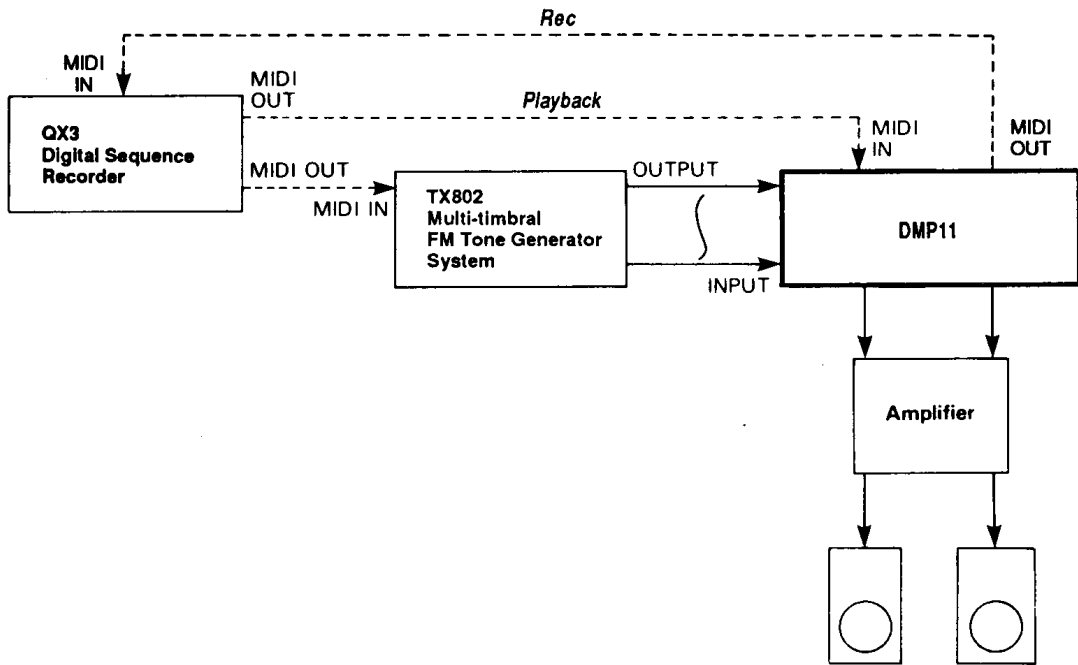 Rec
MIDI
IN
MIDI
OUT
Playback
QX3
Digital Sequence
Recorder
MIDI
IN
MIDI
OUT
MIDI OUT
MIDI IN
TX802
Multi-timbral
FM Tone Generator
System
OUTPUT
INPUT
DMP11
Amplifier